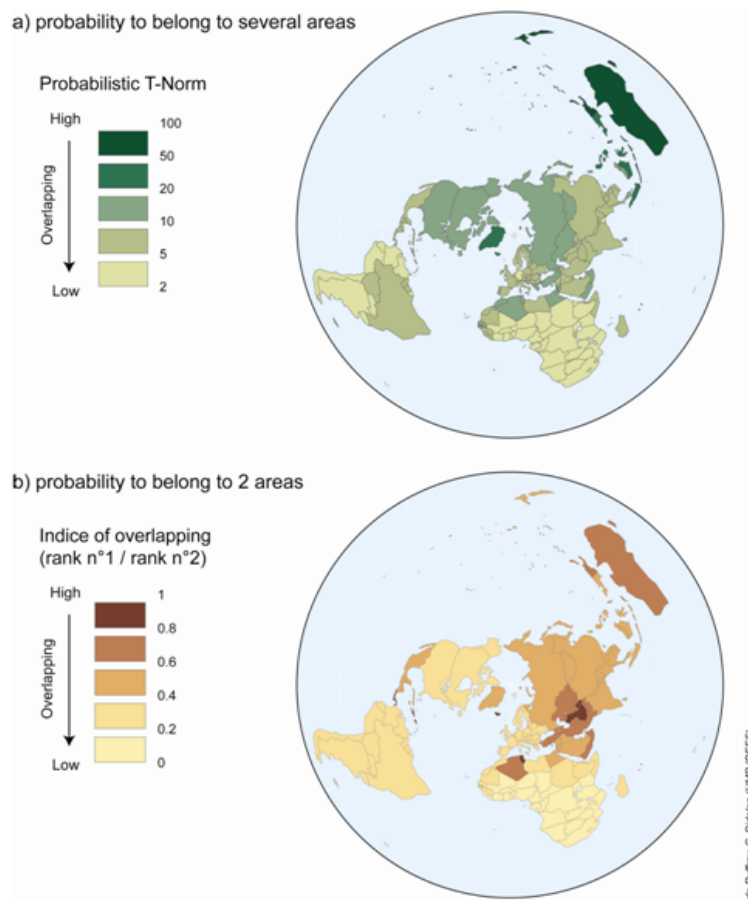 a) probability to belong to several areas
Probabilistic T-Norm
High
100
50
20
10
5
2
Overlapping
Low
b) probability to belong to 2 areas
Indice of overlapping
(rank n°1 / rank n°2)
High
1
0.8
0.6
0.4
0.2
0
Overlapping
Low